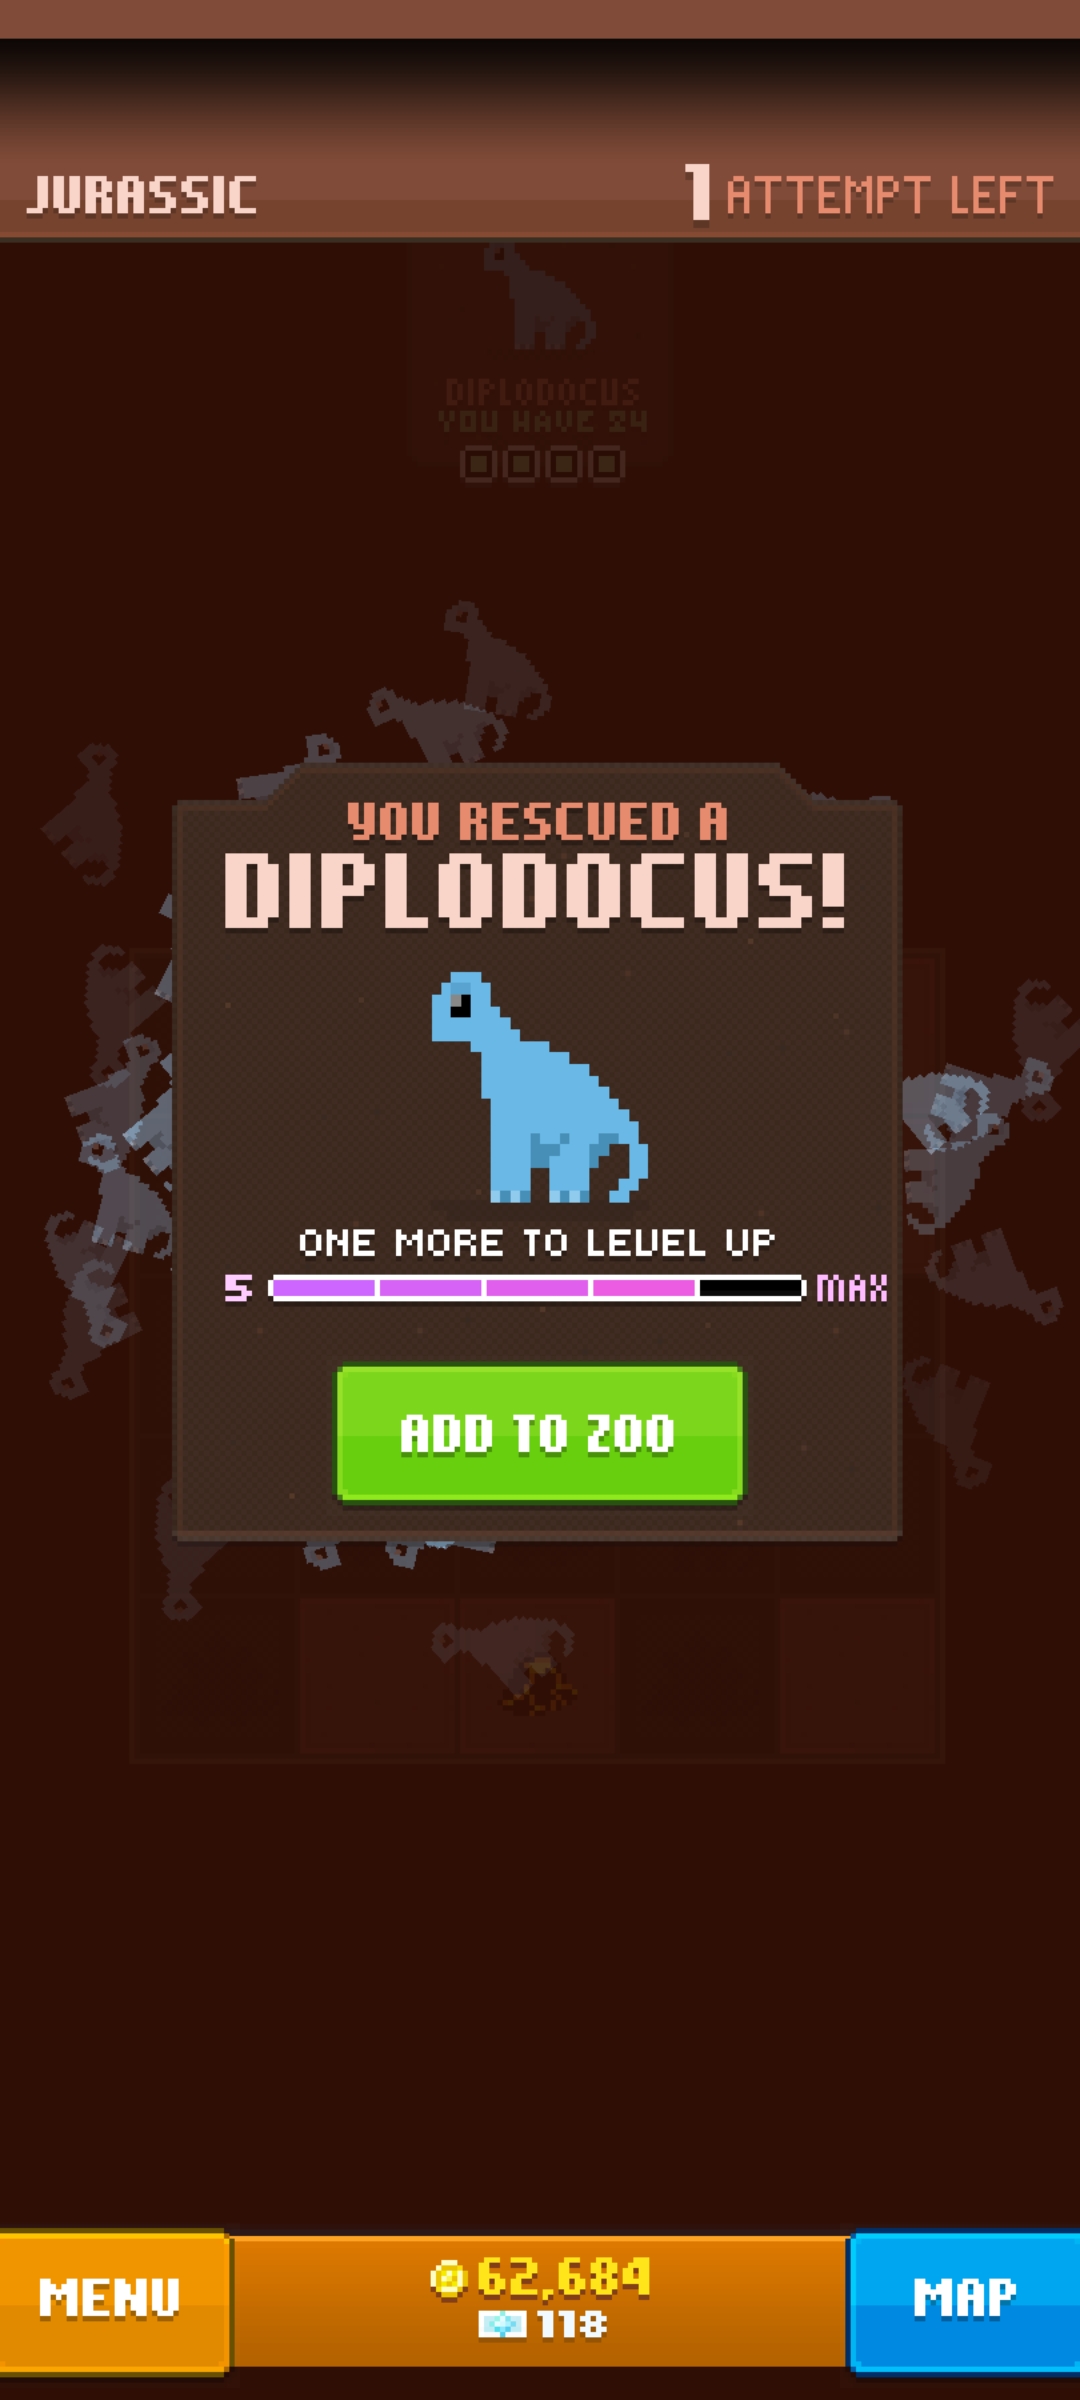 JURASSIC
1 ATTEMPT LEFT
DIPLODOCUS
YOU HAVE 24
YOU RESCUED A
DIPLODOCUS!
ONE MORE TO LEVEL UP
5 MAX
ADD TO ZOO
MENU
62,684
118
MAP